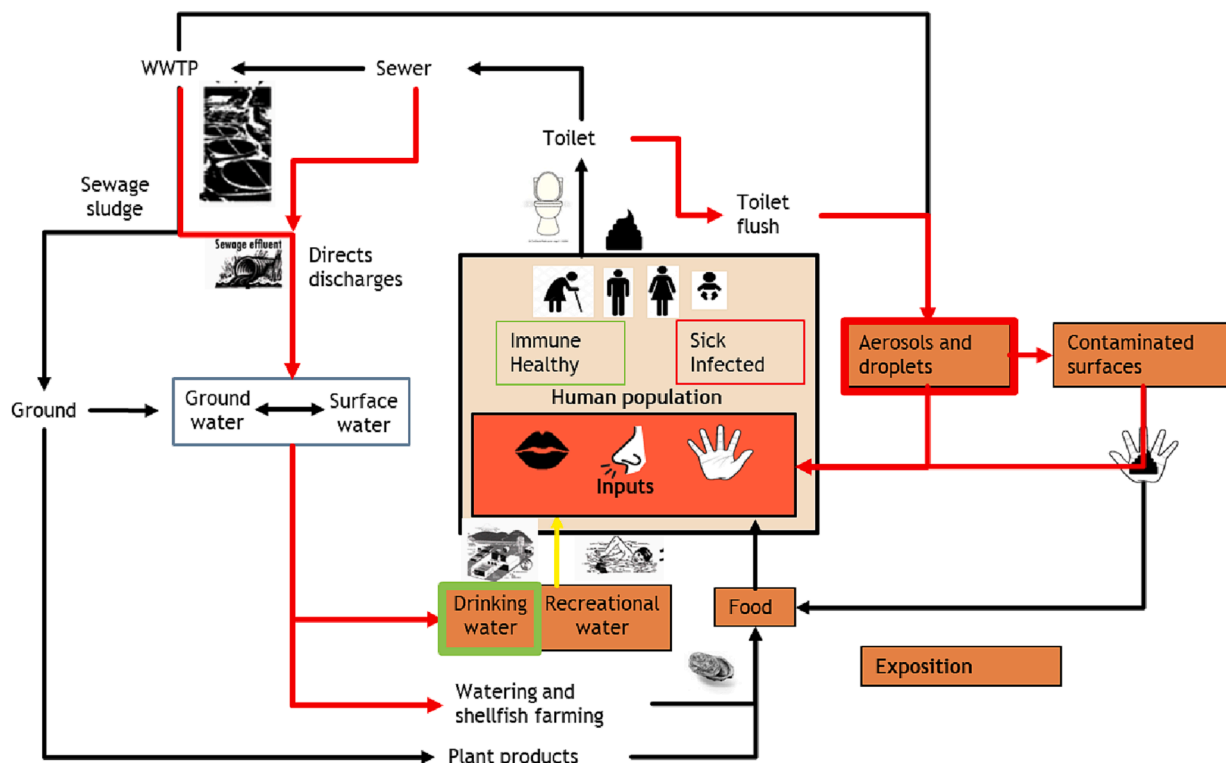 WWTP
Sewer
Toilet
Sewage
sludge
Toilet
flush
Sewage effluent
Directs
discharges
Immune
Healthy
Sick
Infected
Aerosols and
droplets
Contaminated
surfaces
Human population
Ground
Ground
water
Surface
water
Inputs
Drinking
water
Recreational
water
Food
Exposition
Watering and
shellfish farming
Plant products